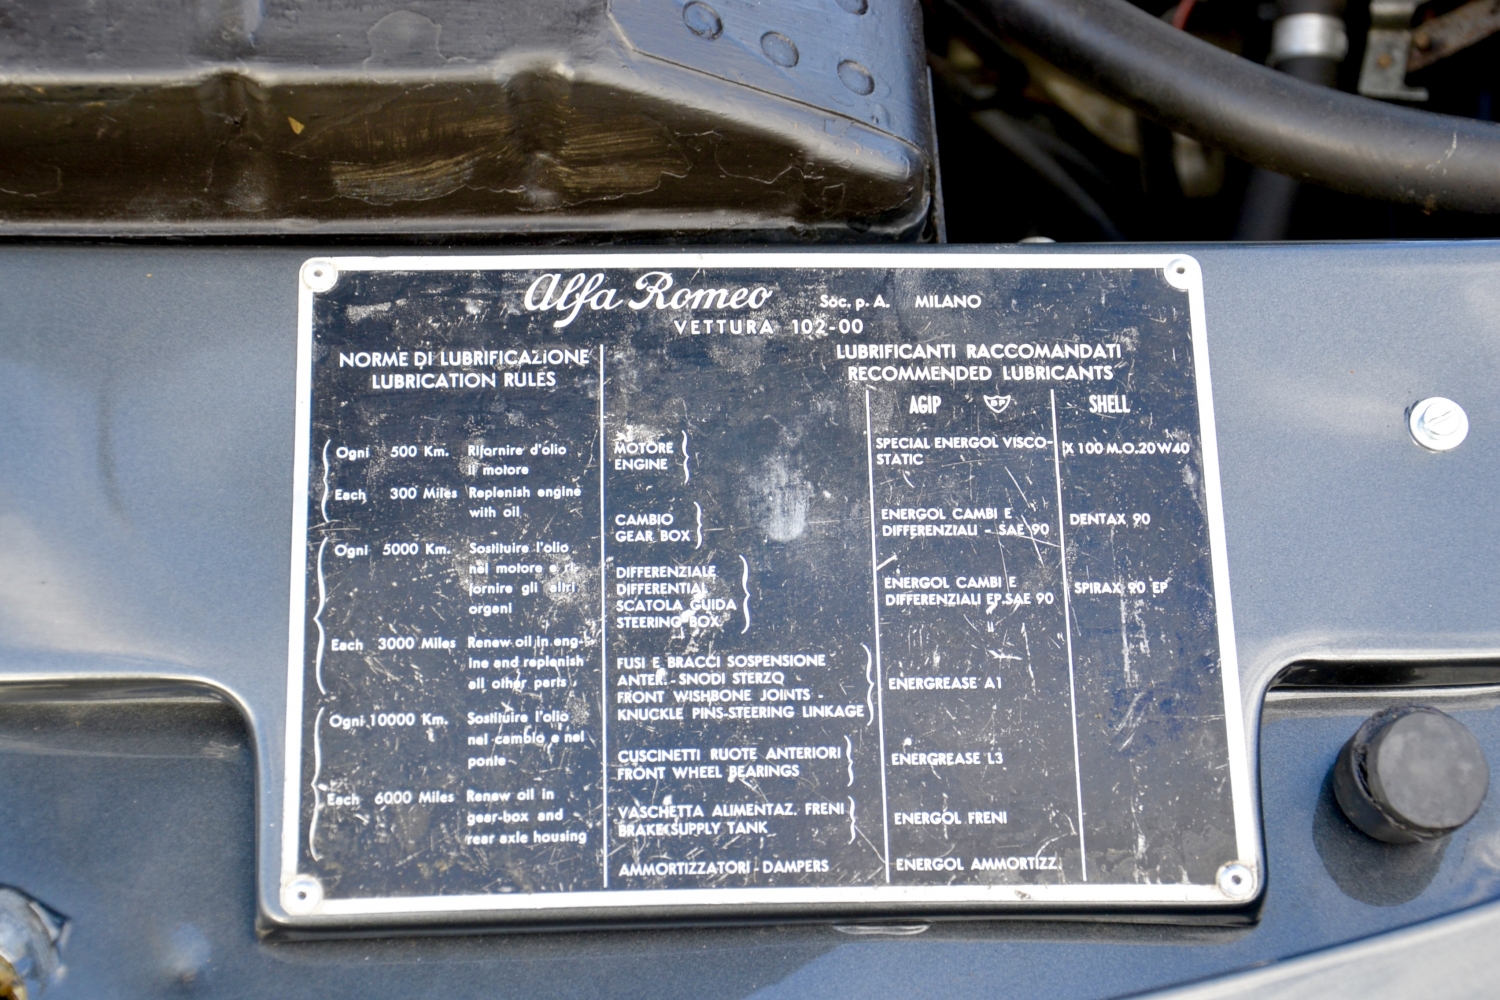 Alfa Romeo Soc. p. A. MILANO
VETTURA 102-00
NORME DI LUBRIFICAZIONE
LUBRICATION RULES
Ogni 500 Km. Rifornire d'olio
il motore
Each 300 Miles Replenish engine
with oil
Ogni 5000 Km. Sostituire l'olio
nel motore e ri-
fornire gli altri
organi
Each 3000 Miles Renew oil in eng-
ine and replenish
all other parts
Ogni 10000 Km. Sostituire l'olio
nel cambio e nel
ponte
Each 6000 Miles Renew oil in
gear-box and
rear axle housing
LUBRIFICANTI RACCOMANDATI
RECOMMENDED LUBRICANTS
AGIP BP SHELL
MOTORE
ENGINE
SPECIAL ENERGOL VISCO-
STATIC
X 100 M.O.20W40
CAMBIO
GEAR BOX
ENERGOL CAMBI E
DIFFERENZIALI - SAE 90
DENTAX 90
DIFFERENZIALE
DIFFERENTIAL
SCATOLA GUIDA
STEERING BOX
ENERGOL CAMBI E
DIFFERENZIALI EP.SAE 90
SPIRAX 90 EP
FUSI E BRACCI SOSPENSIONE
ANTER.-SNODI STERZO
FRONT WISHBONE JOINTS -
KNUCKLE PINS-STEERING LINKAGE
ENERGREASE A1
CUSCINETTI RUOTE ANTERIORI
FRONT WHEEL BEARINGS
ENERGREASE L3
VASCHETTA ALIMENTAZ. FRENI
BRAKE SUPPLY TANK
ENERGOL FRENI
AMMORTIZZATORI-DAMPERS
ENERGOL AMMORTIZZ.